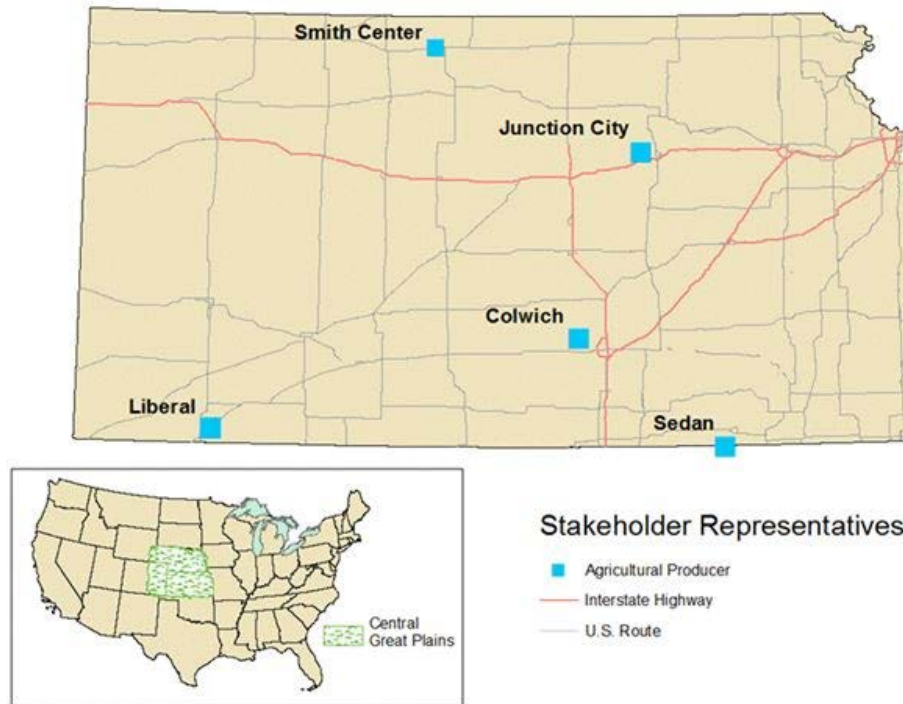 Smith Center
Junction City
Colwich
Liberal
Sedan
Central
Great Plains
Stakeholder Representatives
Agricultural Producer
Interstate Highway
U.S. Route